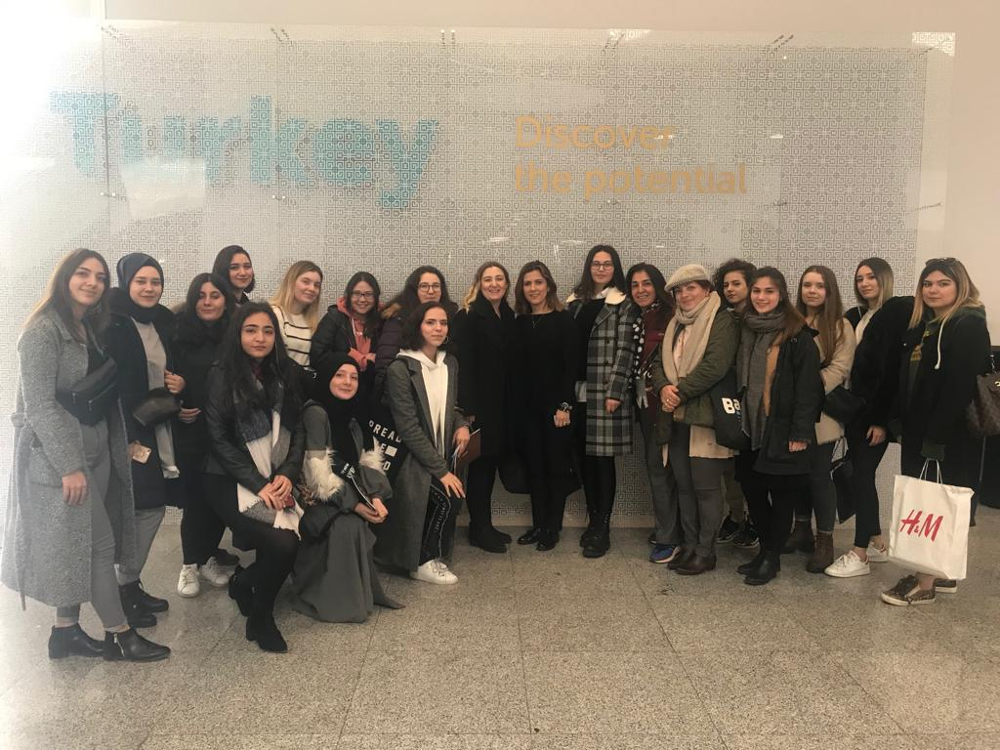 Turkey
Discover
the potential
H&M